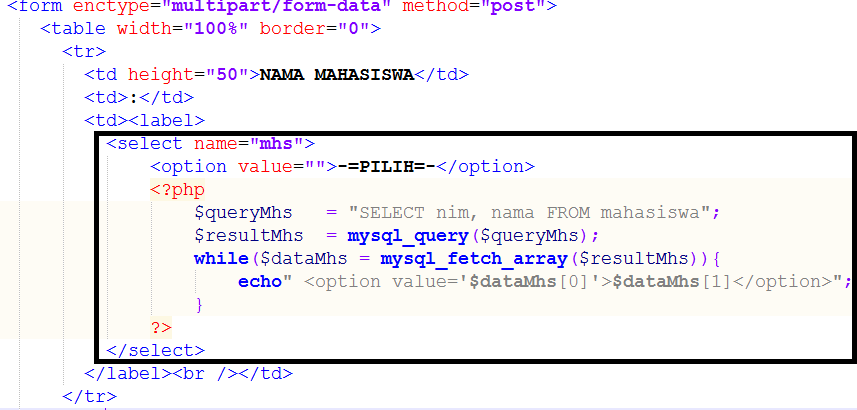 <form enctype="multipart/form-data" method="post">
<table width="100%" border="0">
<tr>
<td height="50">NAMA MAHASISWA</td>
<td>:</td>
<td><label>
<select name="mhs">
<option value="">-=PILIH=-</option>
<?php
$queryMhs = "SELECT nim, nama FROM mahasiswa";
$resultMhs = mysql_query($queryMhs);
while($dataMhs = mysql_fetch_array($resultMhs)){
echo" <option value='$dataMhs[0]'>$dataMhs[1]</option>";
}
?>
</select>
</label><br /></td>
</tr>